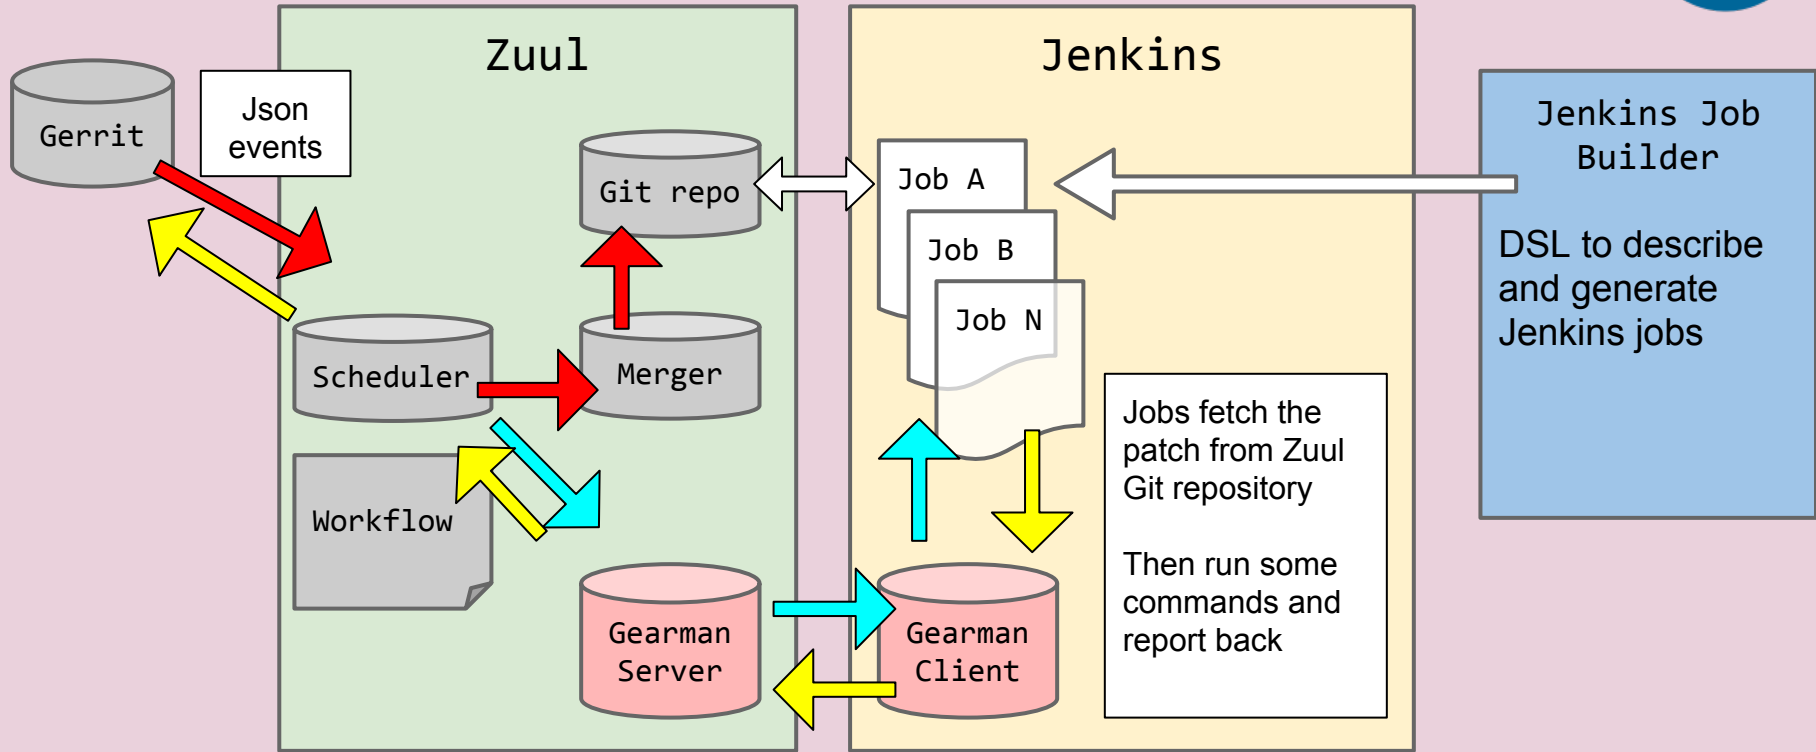 Zuul
Jenkins
Gerrit
Json
events
Git repo
Scheduler
Merger
Workflow
Gearman
Server
Job A
Job B
Job N
Gearman
Client
Jobs fetch the
patch from Zuul
Git repository
Then run some
commands and
report back
Jenkins Job
Builder
DSL to describe
and generate
Jenkins jobs